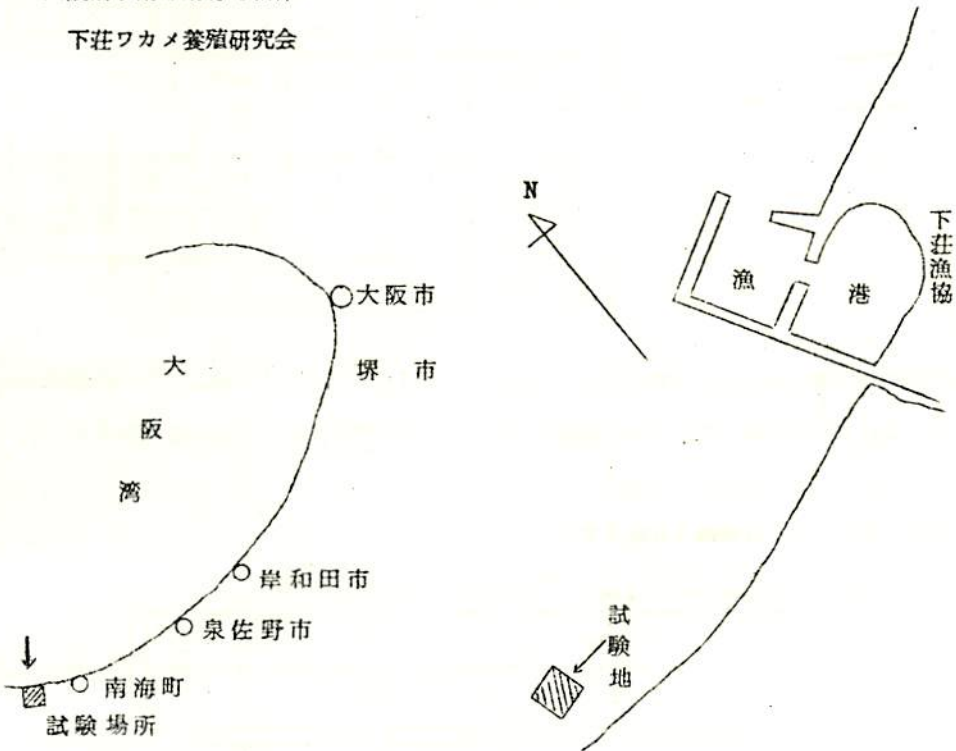 下荘ワカメ養殖研究会
N
大阪市
堺市
大阪湾
岸和田市
泉佐野市
南海町
試験場所
漁港
下荘漁協
試験地